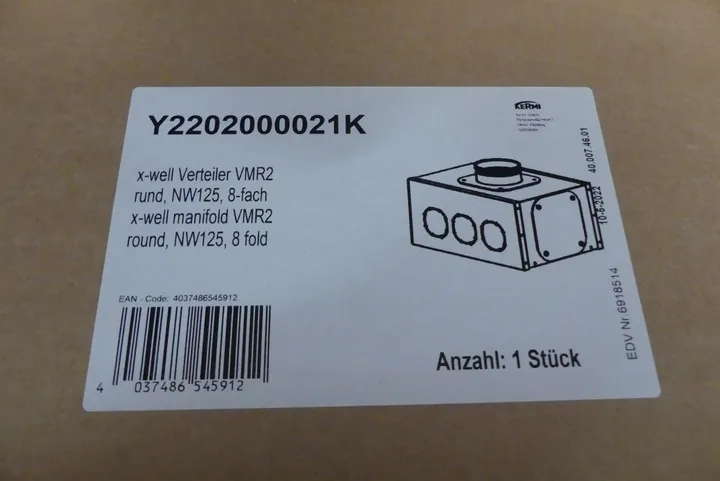 Y2202000021K
KERMI
x-well Verteiler VMR2
rund, NW125, 8-fach
x-well manifold VMR2
round, NW125, 8 fold
EAN - Code: 4037486545912
4 037486 545912
Anzahl: 1 Stück
10-5-2022
40.007.46.01
EDV Nr 6918514